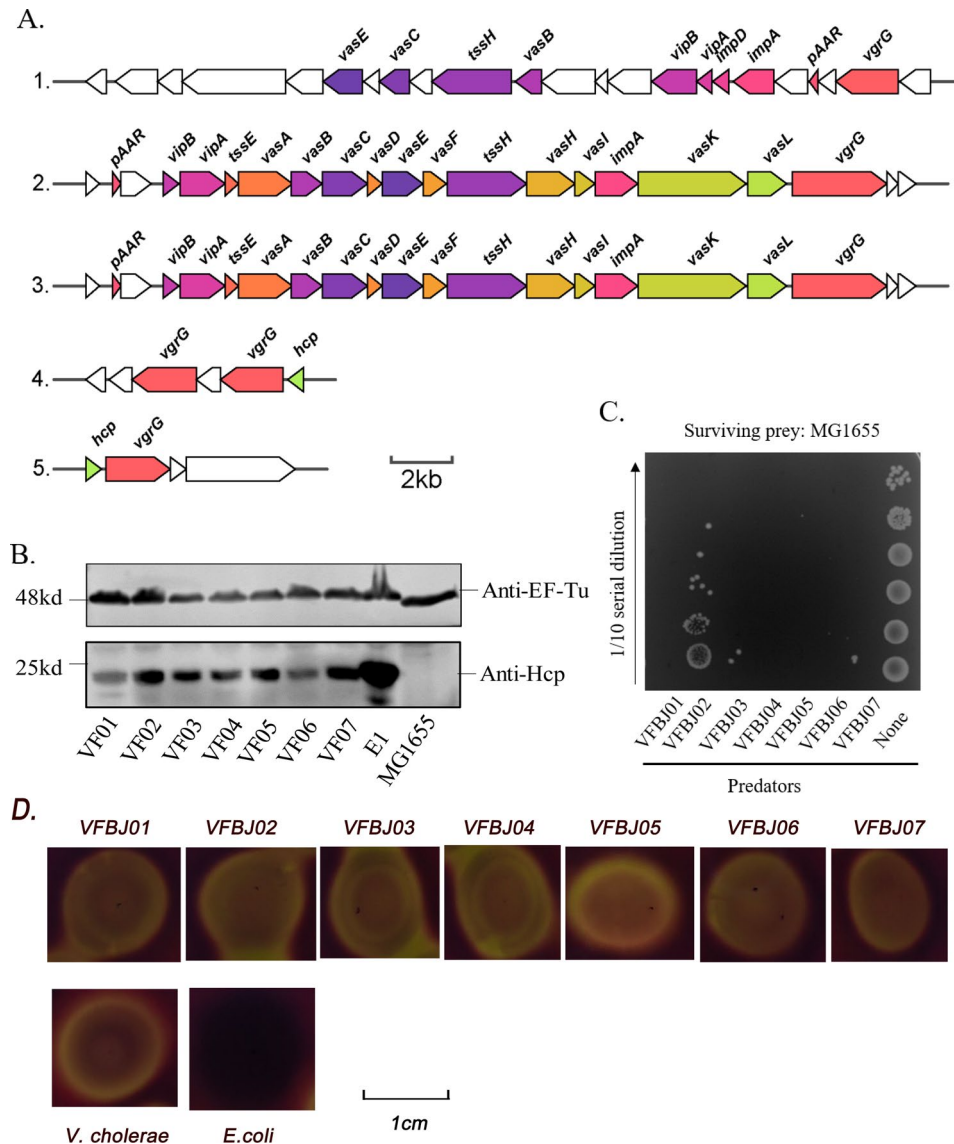 A.
vasE vasC tssH vasB vipB vipA impD impA pAAR vgrG
1.
pAAR vipB vipA tssE vasA vasB vasC vasD vasE vasF tssH vasH vasI impA vasK vasL vgrG
2.
pAAR vipB vipA tssE vasA vasB vasC vasD vasE vasF tssH vasH vasI impA vasK vasL vgrG
3.
vgrG vgrG hcp
4.
hcp vgrG
5.
2kb
B.
48kd
Anti-EF-Tu
25kd
Anti-Hcp
VF01 VF02 VF03 VF04 VF05 VF06 VF07 E1 MG1655
C.
Surviving prey: MG1655
1/10 serial dilution
VFBJ01 VFBJ02 VFBJ03 VFBJ04 VFBJ05 VFBJ06 VFBJ07 None
Predators
D.
VFBJ01 VFBJ02 VFBJ03 VFBJ04 VFBJ05 VFBJ06 VFBJ07
V. cholerae E.coli
1cm